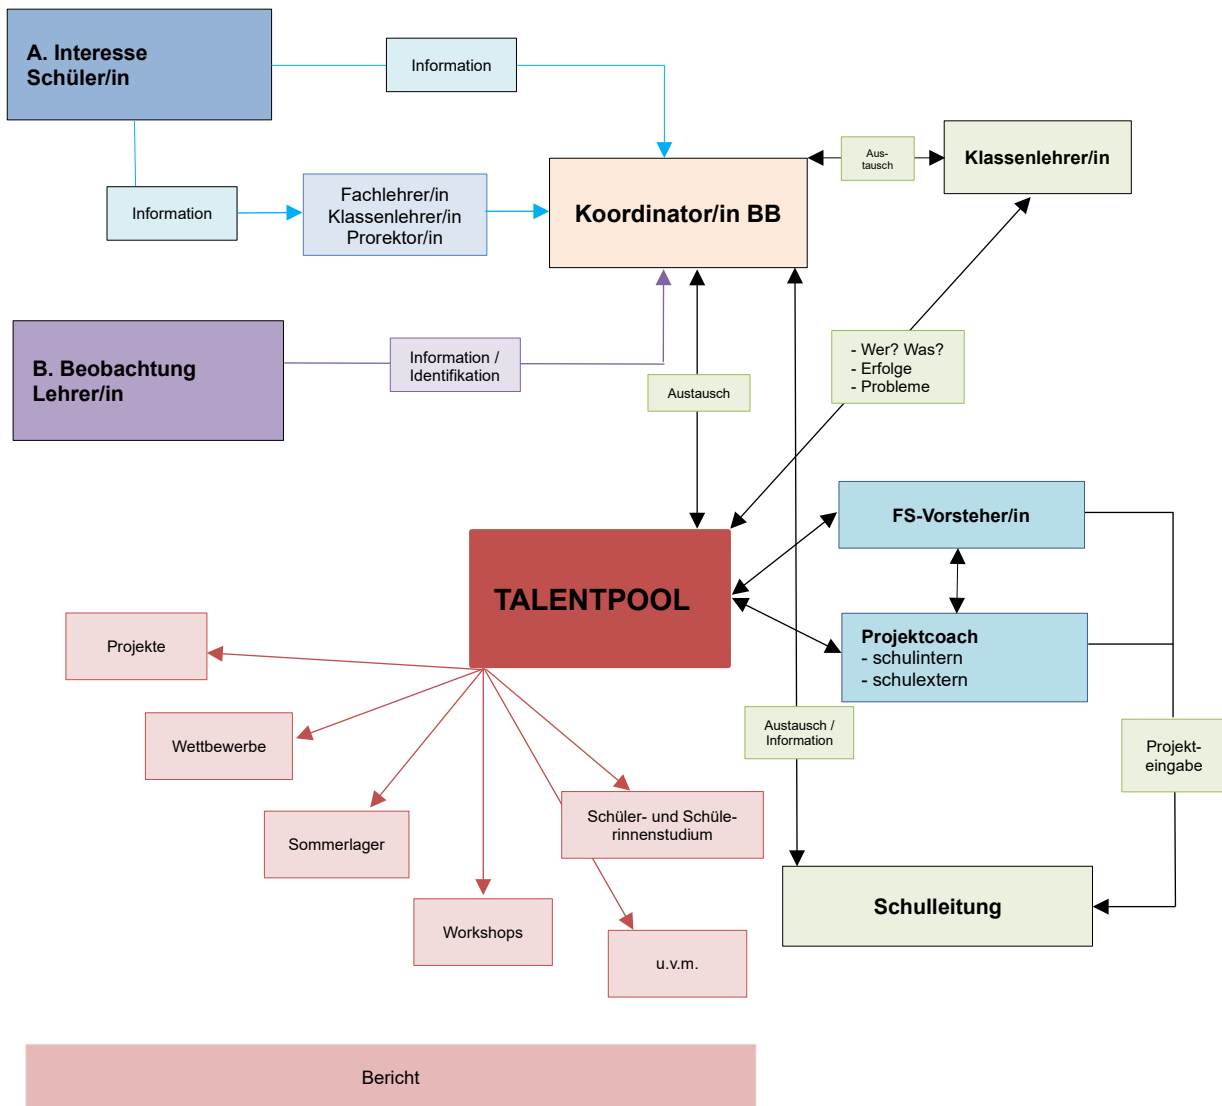 A. Interesse
Schüler/in
Information
Information
Fachlehrer/in
Klassenlehrer/in
Prorektor/in
Koordinator/in BB
Aus-
tausch
Klassenlehrer/in
B. Beobachtung
Lehrer/in
Information /
Identifikation
Austausch
- Wer? Was?
- Erfolge
- Probleme
TALENTPOOL
FS-Vorsteher/in
Projektcoach
- schulintern
- schulextern
Projekte
Wettbewerbe
Sommerlager
Workshops
Schüler- und Schüle-
rinnenstudium
u.v.m.
Austausch /
Information
Projekt-
eingabe
Schulleitung
Bericht